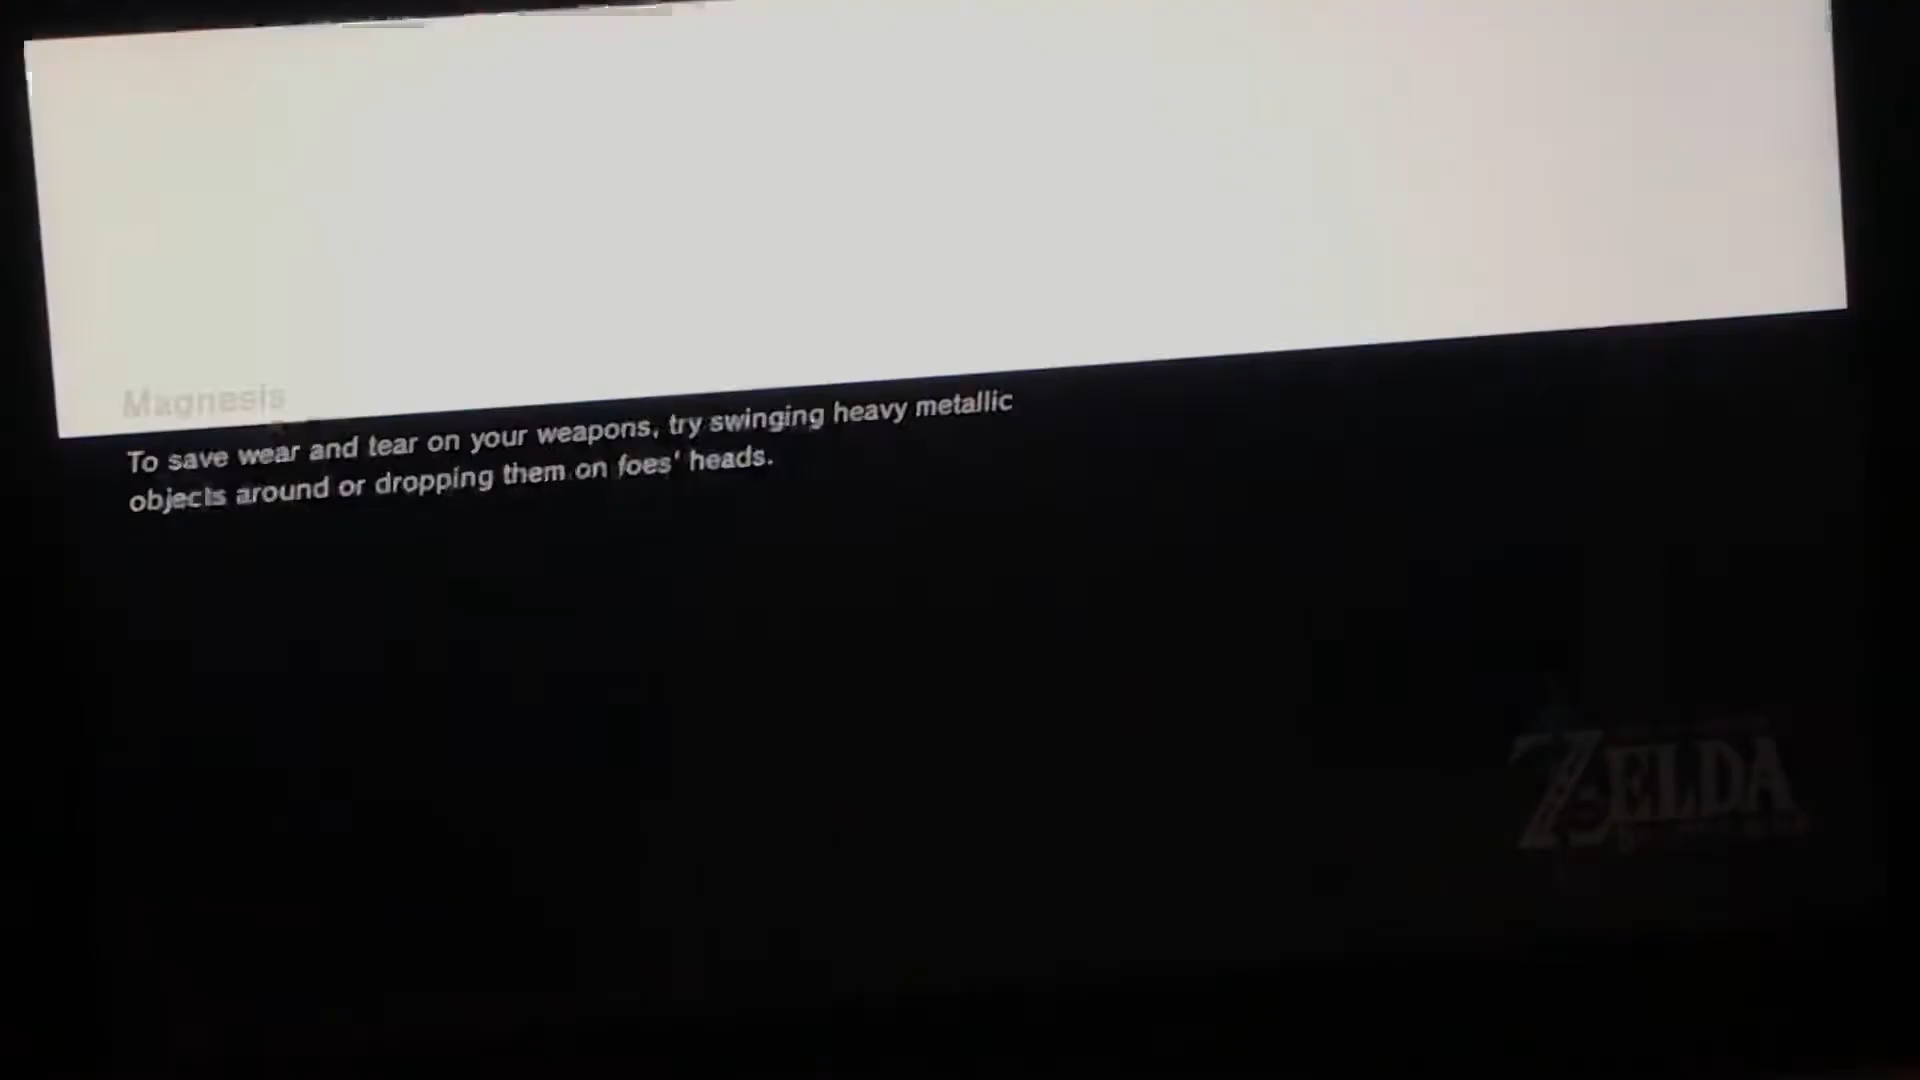 Magnesis
To save wear and tear on your weapons, try swinging heavy metallic
objects around or dropping them on foes' heads.
ZELDA